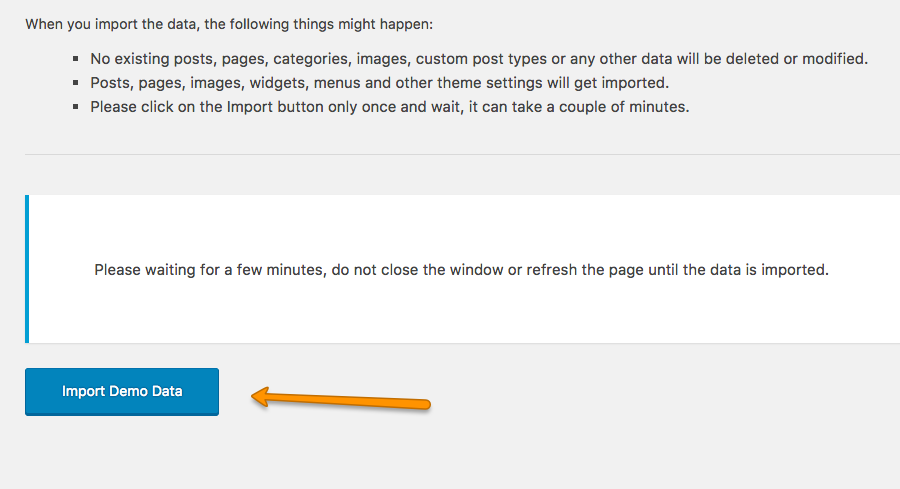 When you import the data, the following things might happen:
No existing posts, pages, categories, images, custom post types or any other data will be deleted or modified.
Posts, pages, images, widgets, menus and other theme settings will get imported.
Please click on the Import button only once and wait, it can take a couple of minutes.
Please waiting for a few minutes, do not close the window or refresh the page until the data is imported.
Import Demo Data